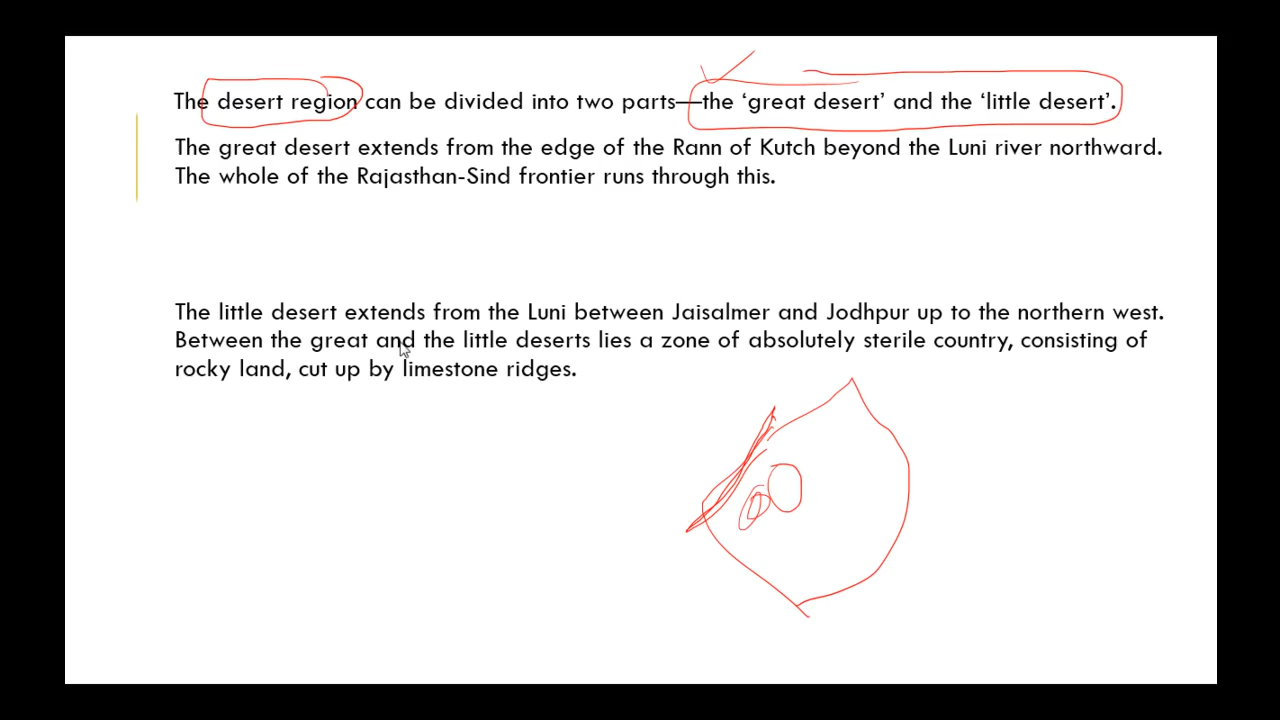 The desert region can be divided into two parts—the ‘great desert’ and the ‘little desert’.
The great desert extends from the edge of the Rann of Kutch beyond the Luni river northward.
The whole of the Rajasthan-Sind frontier runs through this.
The little desert extends from the Luni between Jaisalmer and Jodhpur up to the northern west.
Between the great and the little deserts lies a zone of absolutely sterile country, consisting of
rocky land, cut up by limestone ridges.